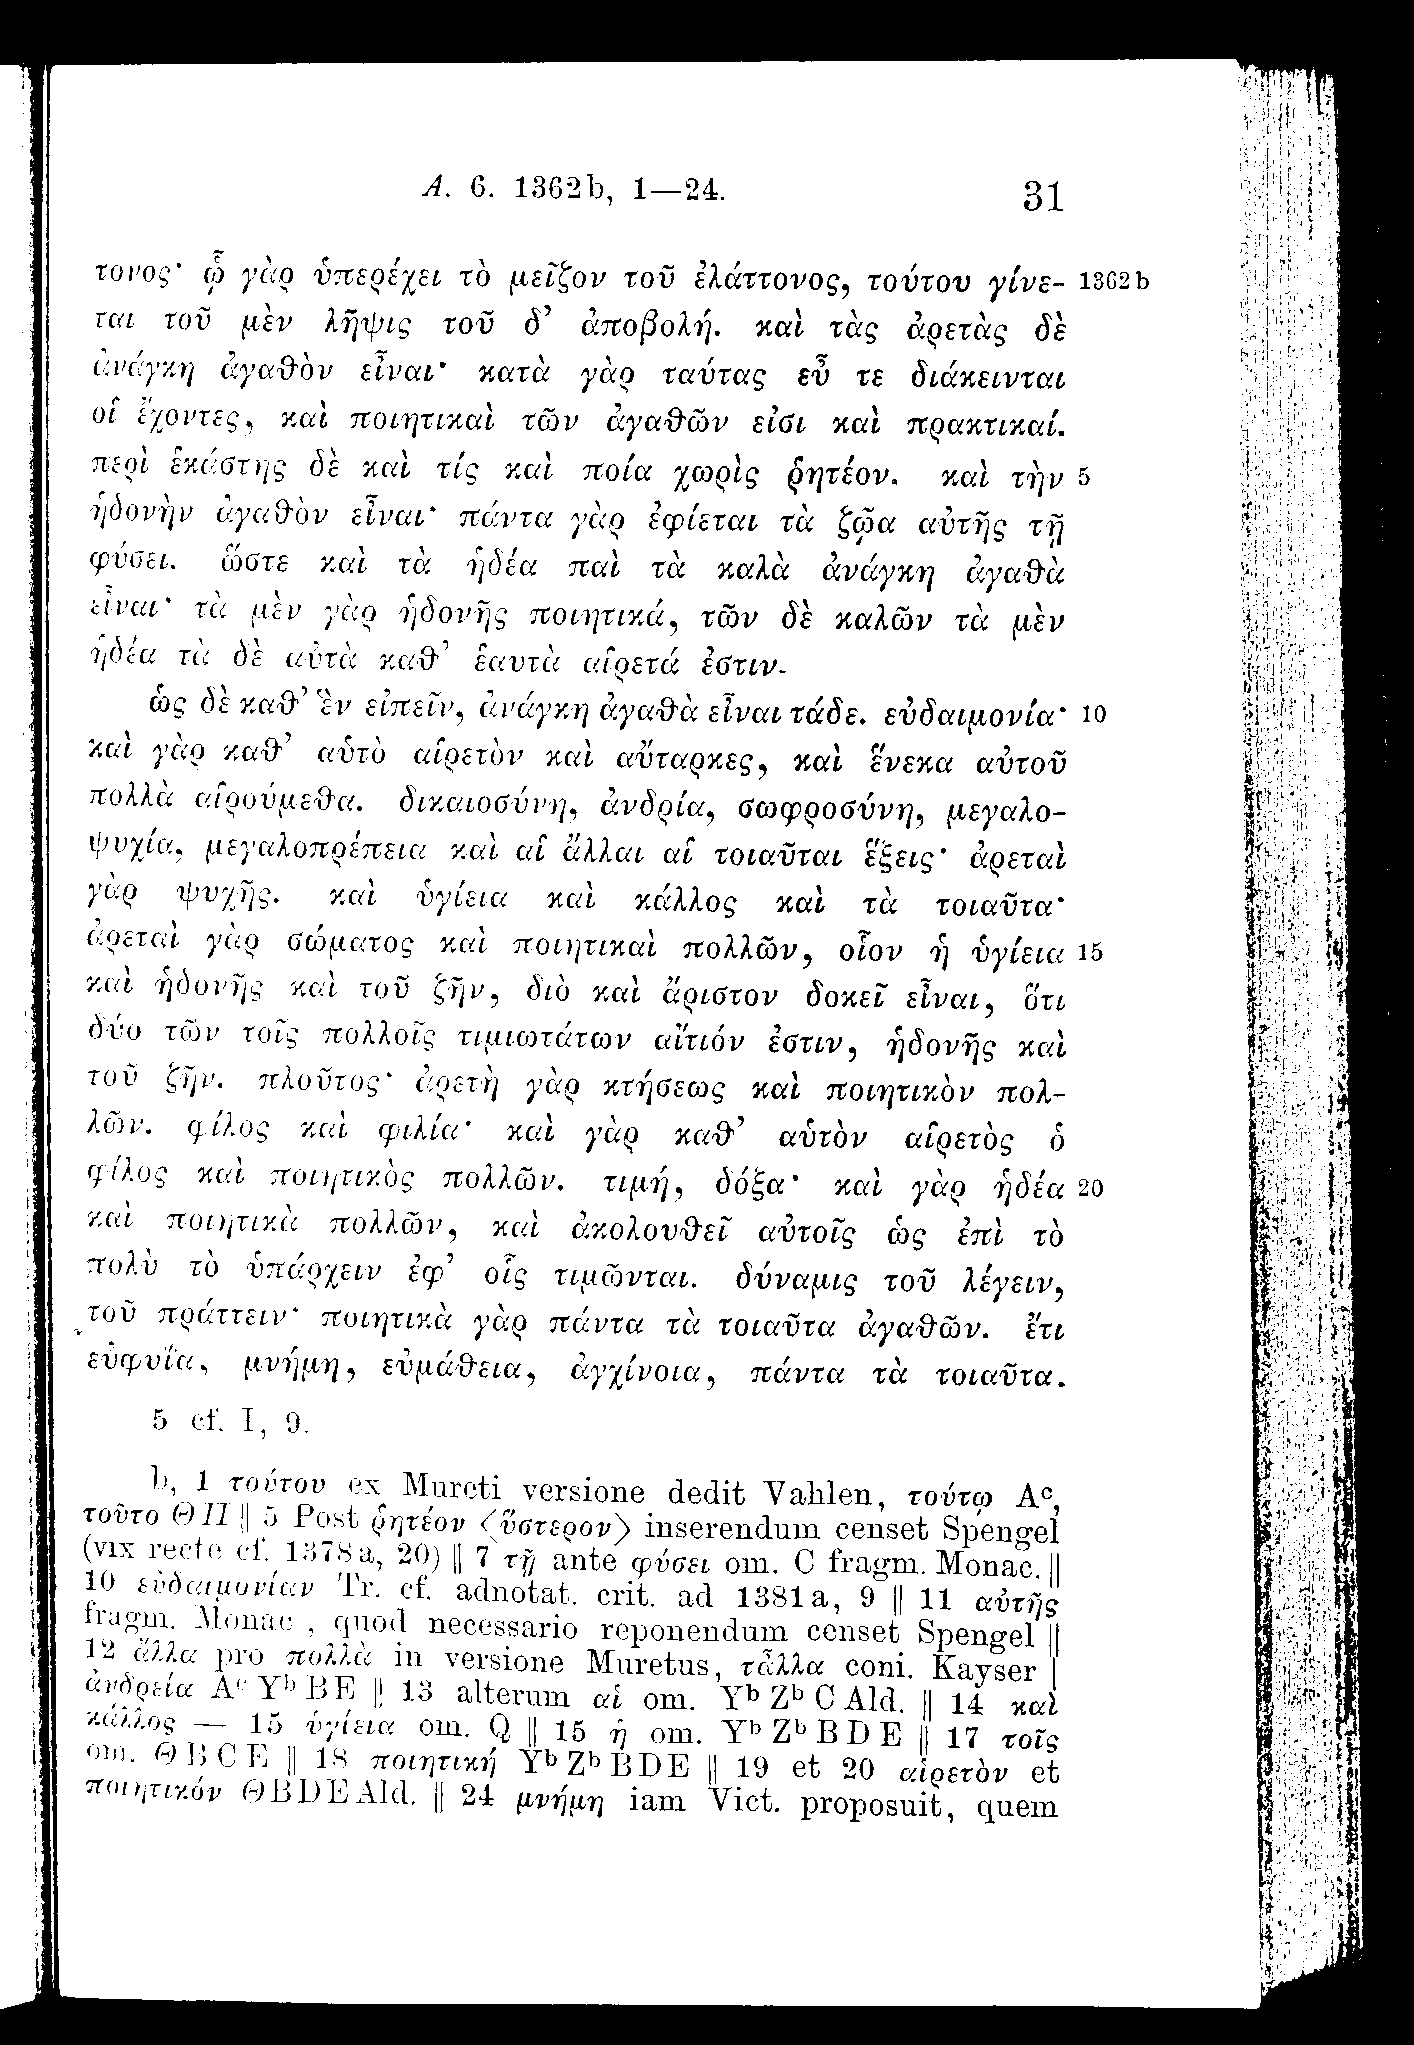 Α. 6. 1362b, 1—24. 31
τονος· ᾧ γὰρ ὑπερέχει τὸ μεῖζον τοῦ ἐλάττονος, τούτου γίνε- 1362b
ται τοῦ μὲν λῆψις τοῦ δ’ ἀποβολή. καὶ τὰς ἀρετὰς δὲ
ἀνάγκη ἀγαθὸν εἶναι· κατὰ γὰρ ταύτας εὖ τε διάκεινται
οἱ ἔχοντες, καὶ ποιητικαὶ τῶν ἀγαθῶν εἰσι καὶ πρακτικαί.
περὶ ἑκάστης δὲ καὶ τίς καὶ ποία χωρὶς ῥητέον. καὶ τὴν 5
ἡδονὴν ἀγαθὸν εἶναι· πάντα γὰρ ἐφίεται τὰ ζῷα αὐτῆς τῇ
φύσει. ὥστε καὶ τὰ ἡδέα παὶ τὰ καλὰ ἀνάγκη ἀγαθὰ
εἶναι· τὰ μὲν γὰρ ἡδονῆς ποιητικά, τῶν δὲ καλῶν τὰ μὲν
ἡδέα τὰ δὲ αὐτὰ καθ’ ἑαυτὰ αἱρετά ἐστιν.
ὡς δὲ καθ’ ἓν εἰπεῖν, ἀνάγκη ἀγαθὰ εἶναι τάδε. εὐδαιμονία· 10
καὶ γὰρ καθ’ αὑτὸ αἱρετὸν καὶ αὔταρκες, καὶ ἕνεκα αὐτοῦ
πολλὰ αἱρούμεθα. δικαιοσύνη, ἀνδρία, σωφροσύνη, μεγαλο-
ψυχία, μεγαλοπρέπεια καὶ αἱ ἄλλαι αἱ τοιαῦται ἕξεις· ἀρεταὶ
γὰρ ψυχῆς. καὶ ὑγίεια καὶ κάλλος καὶ τὰ τοιαῦτα·
ἀρεταὶ γὰρ σώματος καὶ ποιητικαὶ πολλῶν, οἷον ἡ ὑγίεια 15
καὶ ἡδονῆς καὶ τοῦ ζῆν, διὸ καὶ ἄριστον δοκεῖ εἶναι, ὅτι
δύο τῶν τοῖς πολλοῖς τιμιωτάτων αἴτιόν ἐστιν, ἡδονῆς καὶ
τοῦ ζῆν. πλοῦτος· ἀρετὴ γὰρ κτήσεως καὶ ποιητικὸν πολ-
λῶν. φίλος καὶ φιλία· καὶ γὰρ καθ’ αὑτὸν αἱρετὸς ὁ
φίλος καὶ ποιητικὸς πολλῶν. τιμή, δόξα· καὶ γὰρ ἡδέα 20
καὶ ποιητικὰ πολλῶν, καὶ ἀκολουθεῖ αὐτοῖς ὡς ἐπὶ τὸ
πολὺ τὸ ὑπάρχειν ἐφ’ οἷς τιμῶνται. δύναμις τοῦ λέγειν,
τοῦ πράττειν· ποιητικὰ γὰρ πάντα τὰ τοιαῦτα ἀγαθῶν. ἔτι
εὐφυΐα, μνήμη, εὐμάθεια, ἀγχίνοια, πάντα τὰ τοιαῦτα.
5 cf. I, 9.
b, 1 τούτου ex Mureti versione dedit Vahlen, τούτῳ Aᶜ,
τοῦτο ΘΠ || 5 Post ῥητέον ⟨ὕστερον⟩ inserendum censet Spengel
(vix recte cf. 1378a, 20) || 7 τῇ ante φύσει om. C fragm. Monac. ||
10 εὐδαιμονίαν Tr. cf. adnotat. crit. ad 1381a, 9 || 11 αὐτῆς
fragm. Monac., quod necessario reponendum censet Spengel ||
12 ἄλλα pro πολλὰ in versione Muretus, τἆλλα coni. Kayser |
ἀνδρεία Aᶜ Yᵇ BE || 13 alterum αἱ om. Yᵇ Zᵇ C Ald. || 14 καὶ
κάλλος — 15 ὑγίεια om. Q || 15 ἡ om. Yᵇ Zᵇ B D E || 17 τοῖς
om. Θ B C E || 18 ποιητική Yᵇ Zᵇ B D E || 19 et 20 αἱρετὸν et
ποιητικόν Θ B D E Ald. || 24 μνήμη iam Vict. proposuit, quem